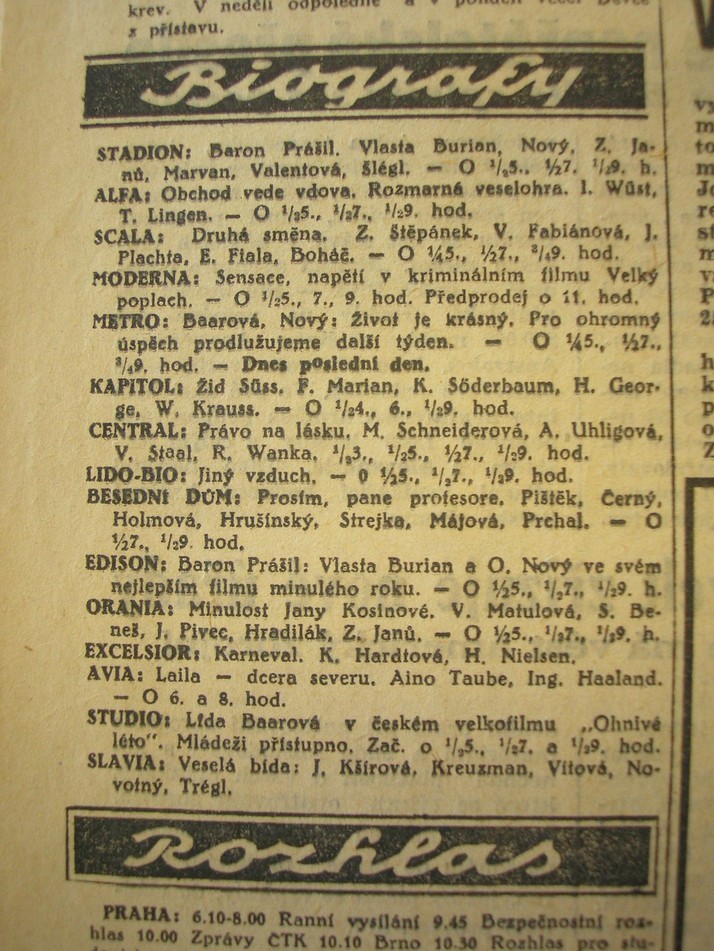 krev. V neděli odpoledne a v pondělí večer Děvče
z přístavu.
Biografy
STADION: Baron Prášil. Vlasta Burian, Nový, Z. Ja-
nů, Marvan, Valentová, Šlégl. — O ½5., ½7. ½9. h.
ALFA: Obchod vede vdova. Rozmarná veselohra. I. Wüst,
T. Lingen. — O ½5., ½7., ½9. hod.
SCALA: Druhá směna. Z. Štěpánek, V. Fabiánová, J.
Plachta, E. Fiala, Boháč. — O ¼5., ½7., ¾9. hod.
MODERNA: Sensace, napětí v kriminálním filmu Velký
poplach. — O ½5., 7., 9. hod. Předprodej o 11. hod.
METRO: Baarová, Nový: Život je krásný. Pro ohromný
úspěch prodlužujeme další týden. — O ¼5., ½7.,
¾9. hod. — Dnes poslední den.
KAPITOL: Žid Süss. F. Marian, K. Söderbaum, H. Geor-
ge, W. Krauss. — O ½4., 6., ½9. hod.
CENTRAL: Právo na lásku. M. Schneiderová, A. Uhligová,
V. Staal, R. Wanka. ½3., ½5., ½7., ½9. hod.
LIDO-BIO: Jiný vzduch. — 0 ½5., ½7., ½9. hod.
BESEDNÍ DŮM: Prosím, pane profesore. Pištěk, Černý,
Holmová, Hrušínský, Strejka, Májová, Prchal. — O
½7., ½9. hod.
EDISON: Baron Prášil: Vlasta Burian a O. Nový ve svém
nejlepším filmu minulého roku. — O ½5., ½7., ½9. h.
ORANIA: Minulost Jany Kosinové. V. Matulová, S. Be-
neš, J. Pivec, Hradilák, Z. Janů. — O ½5., ½7., ½9. h.
EXCELSIOR: Karneval. K. Hardtová, H. Nielsen.
AVIA: Laila — dcera severu. Aino Taube, Ing. Haaland.
— O 6. a 8. hod.
STUDIO: Lída Baarová v českém velkofilmu „Ohnivé
léto“. Mládeži přístupno. Zač. o ½5., ½7. a ½9. hod.
SLAVIA: Veselá bída: J. Kšírová, Kreuzman, Vítová, No-
votný, Trégl.
Rozhlas
PRAHA: 6.10-8.00 Ranní vysílání 9.45 Bezpečnostní roz-
hlas 10.00 Zprávy ČTK 10.10 Brno 10.30 Rozhlas pro stu-